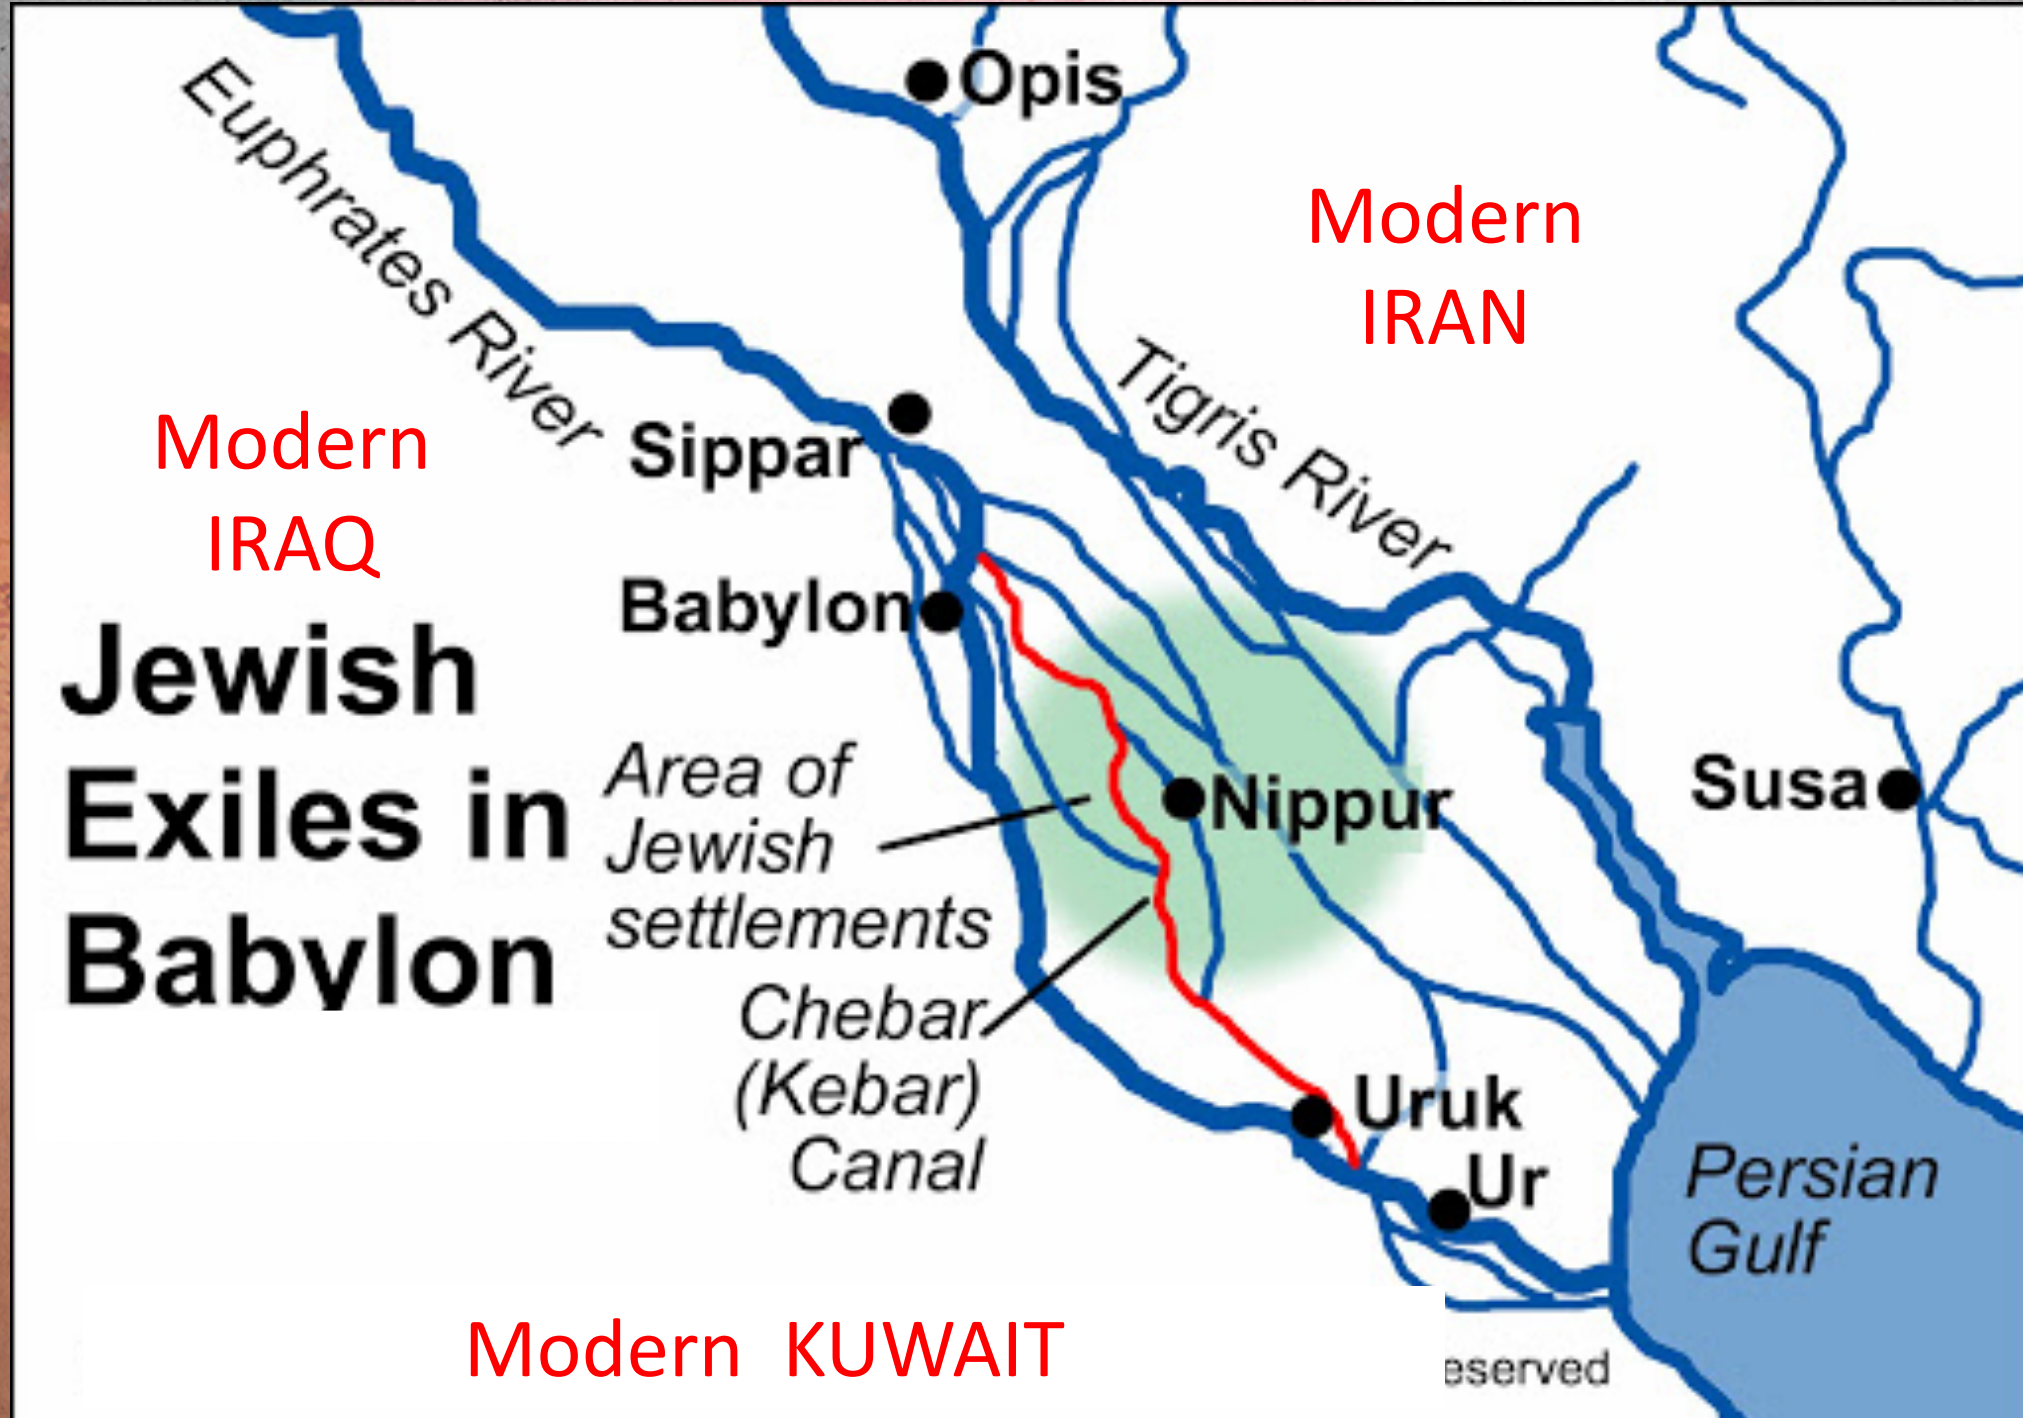 Opis
Euphrates River
Modern
IRAN
Tigris River
Modern
IRAQ
Sippar
Babylon
Jewish
Exiles in
Babylon
Area of
Jewish
settlements
Nippur
Susa
Chebar
(Kebar)
Canal
Uruk
Ur
Persian
Gulf
Modern KUWAIT
eserved